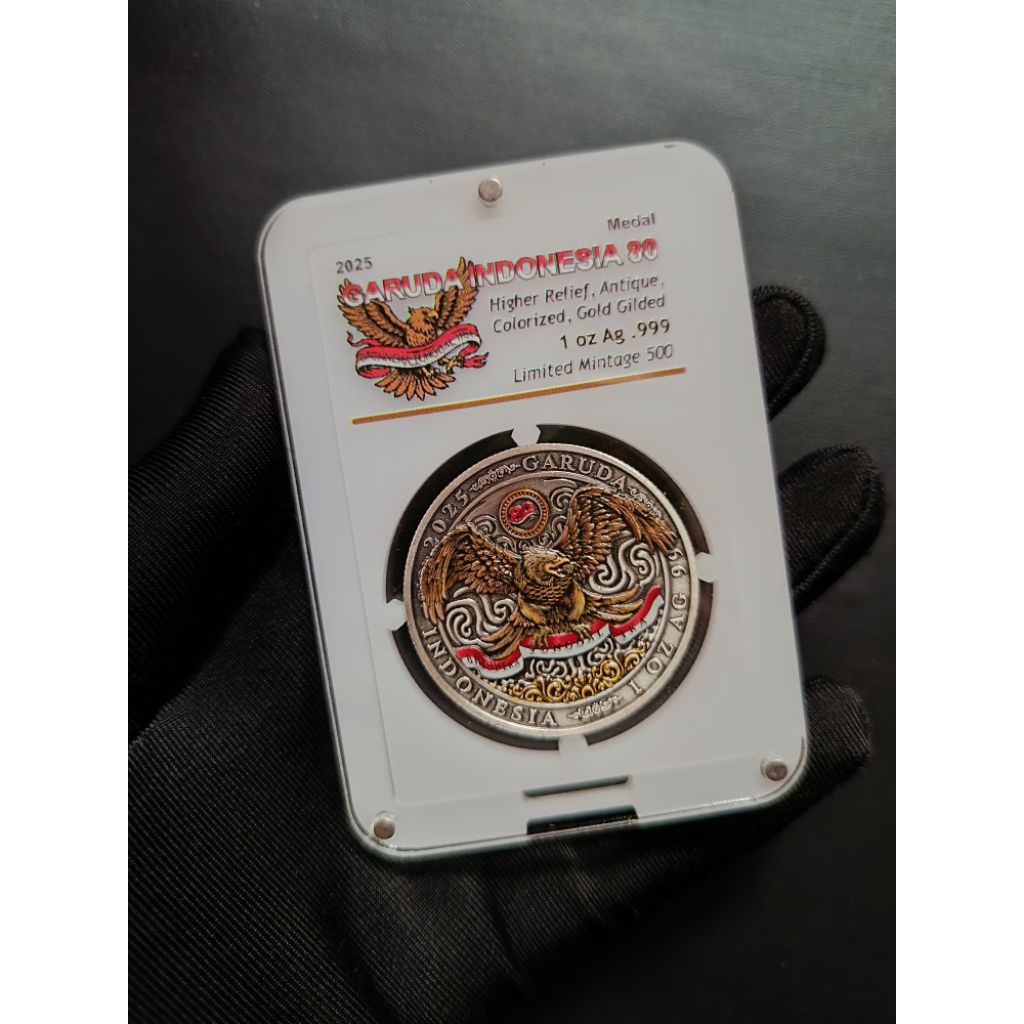 Medal
2025
GARUDA INDONESIA 80
Higher Relief, Antique,
Colorized, Gold Gilded
1 oz Ag .999
Limited Mintage 500
2025 GARUDA
80
INDONESIA
1 OZ AG 999